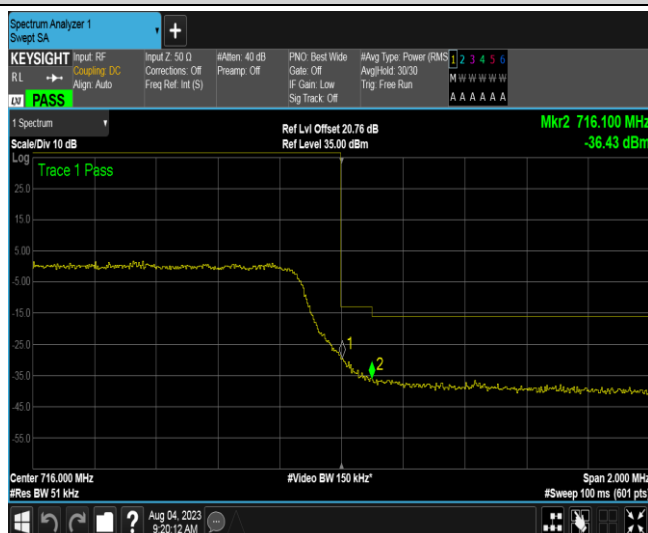 Spectrum Analyzer 1
Swept SA
+
KEYSIGHT
RL
LXI PASS
Input: RF
Coupling: DC
Align: Auto
Input Z: 50 Ω
Corrections: Off
Freq Ref: Int (S)
#Atten: 40 dB
Preamp: Off
PNO: Best Wide
Gate: Off
IF Gain: Low
Sig Track: Off
#Avg Type: Power (RMS
Avg|Hold: 30/30
Trig: Free Run
1 2 3 4 5 6
M W W W W W
A A A A A A
1 Spectrum
Scale/Div 10 dB
Ref Lvl Offset 20.76 dB
Ref Level 35.00 dBm
Mkr2 716.100 MHz
-36.43 dBm
Log
Trace 1 Pass
25.0
15.0
5.00
-5.00
-15.0
-25.0
-35.0
-45.0
-55.0
1
2
Center 716.000 MHz
#Res BW 51 kHz
#Video BW 150 kHz*
Span 2.000 MHz
#Sweep 100 ms (601 pts)
?
Aug 04, 2023
9:20:12 AM